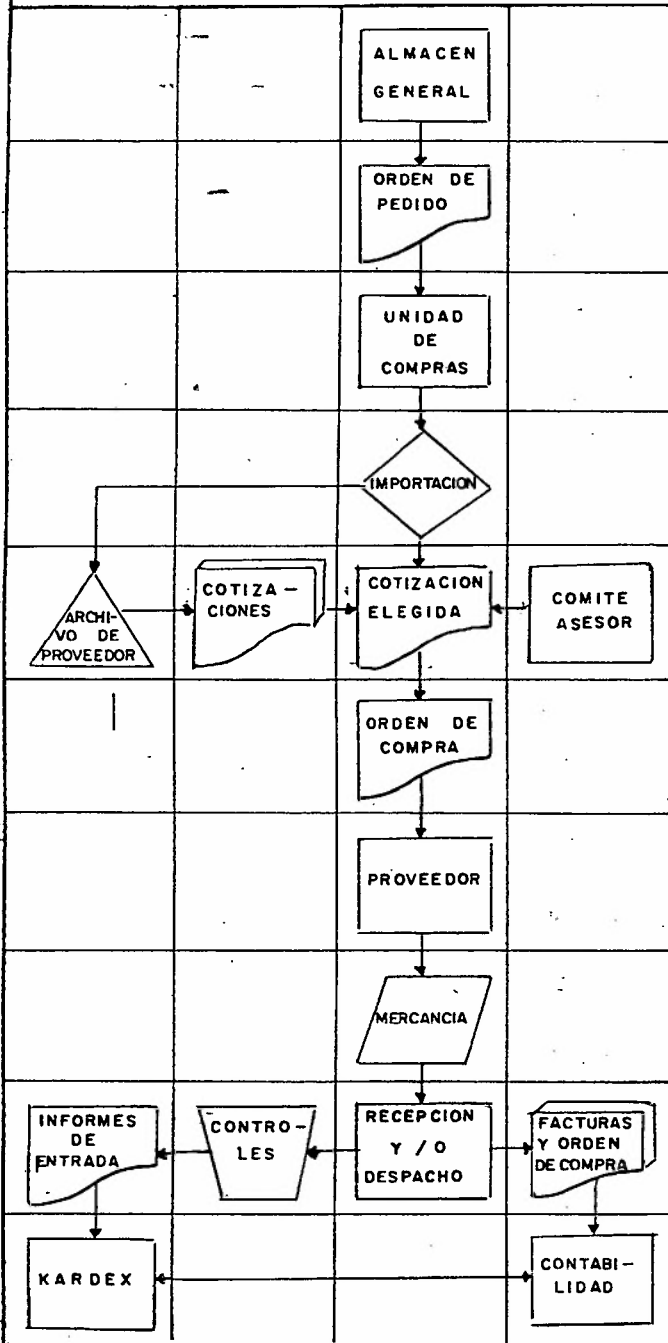 ALMACEN
GENERAL
ORDEN DE
PEDIDO
UNIDAD
DE
COMPRAS
IMPORTACION
ARCHI-
VO DE
PROVEEDOR
COTIZA-
CIONES
COTIZACION
ELEGIDA
COMITE
ASESOR
ORDEN DE
COMPRA
PROVEEDOR
MERCANCIA
INFORMES
DE
ENTRADA
CONTRO-
LES
RECEPCION
Y / O
DESPACHO
FACTURAS
Y ORDEN
DE COMPRA
KARDEX
CONTABI-
LIDAD